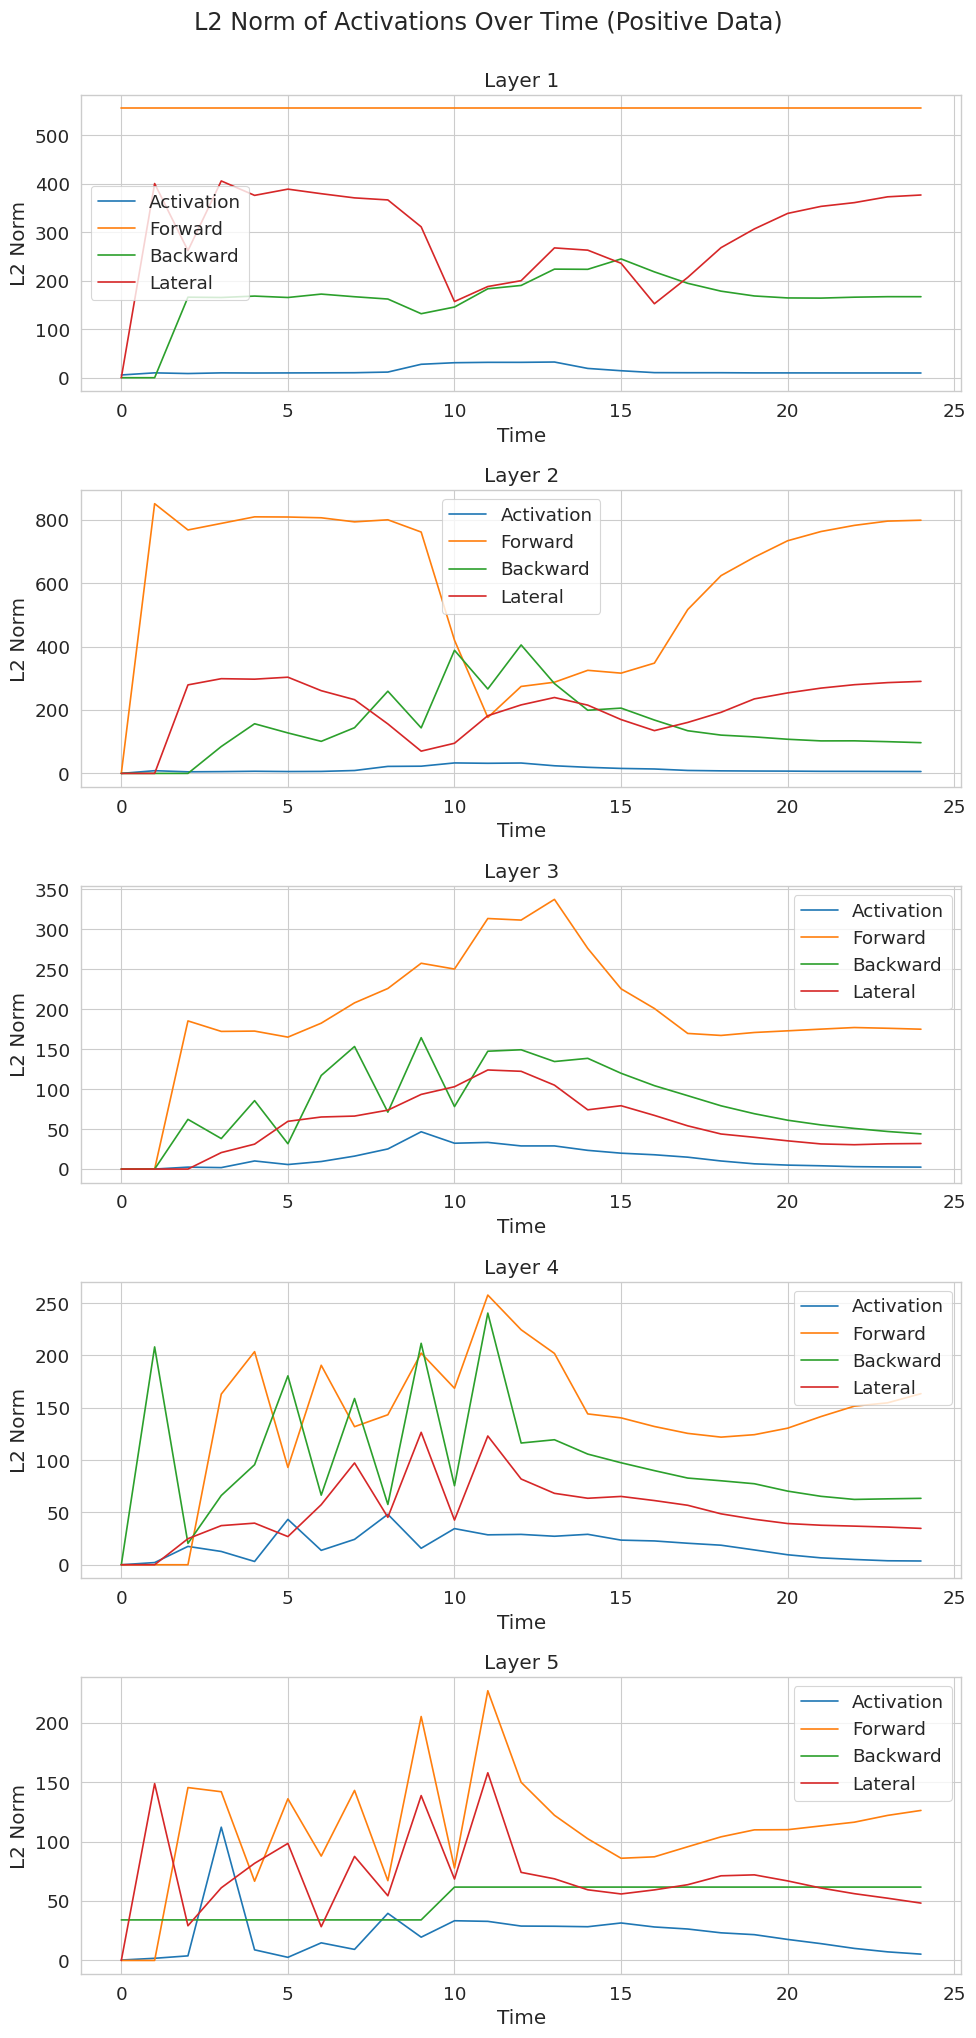 L2 Norm of Activations Over Time (Positive Data)
Layer 1
L2 Norm
500
400
300
200
100
0
Activation
Forward
Backward
Lateral
0 5 10 15 20 25
Time
Layer 2
L2 Norm
800
600
400
200
0
Activation
Forward
Backward
Lateral
0 5 10 15 20 25
Time
Layer 3
L2 Norm
350
300
250
200
150
100
50
0
Activation
Forward
Backward
Lateral
0 5 10 15 20 25
Time
Layer 4
L2 Norm
250
200
150
100
50
0
Activation
Forward
Backward
Lateral
0 5 10 15 20 25
Time
Layer 5
L2 Norm
200
150
100
50
0
Activation
Forward
Backward
Lateral
0 5 10 15 20 25
Time